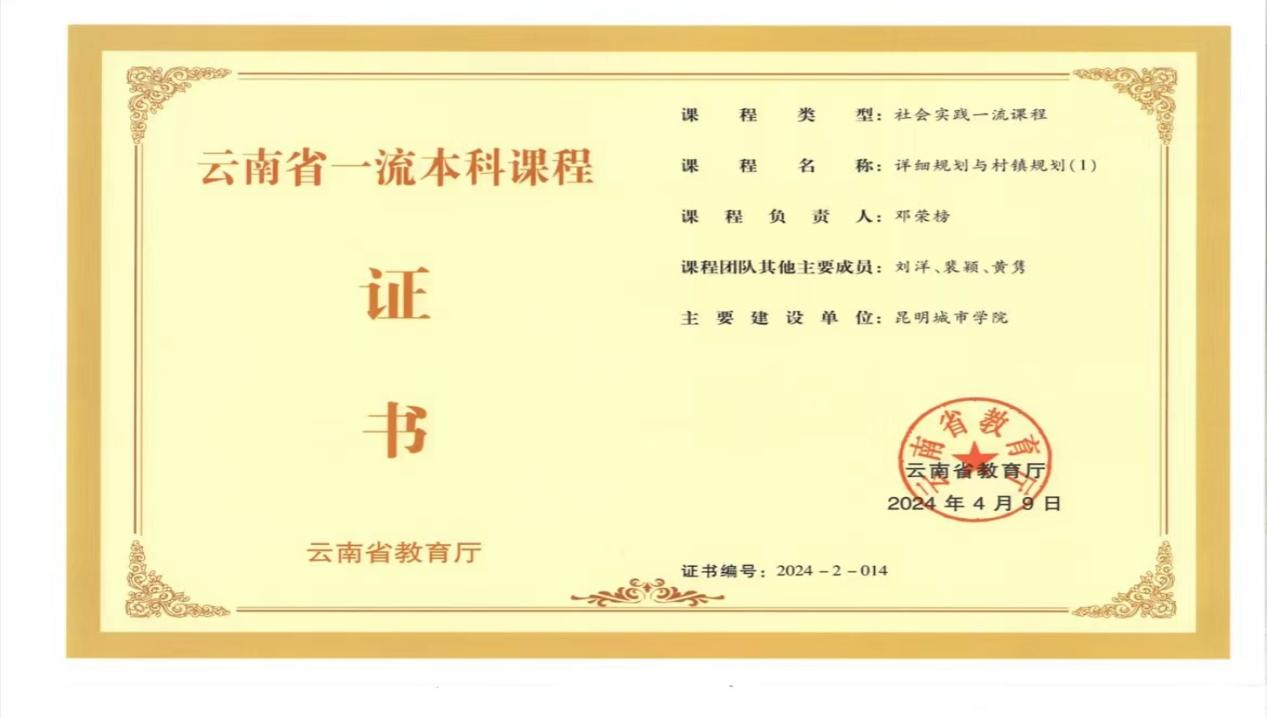 云南省一流本科课程
证
书
云南省教育厅
课程类型：社会实践一流课程
课程名称：详细规划与村镇规划(1)
课程负责人：邓荣榜
课程团队其他主要成员：刘洋、裴颖、黄隽
主要建设单位：昆明城市学院
云南省教育厅
云南省教育厅
2024 年 4 月 9 日
证书编号：2024－2－014